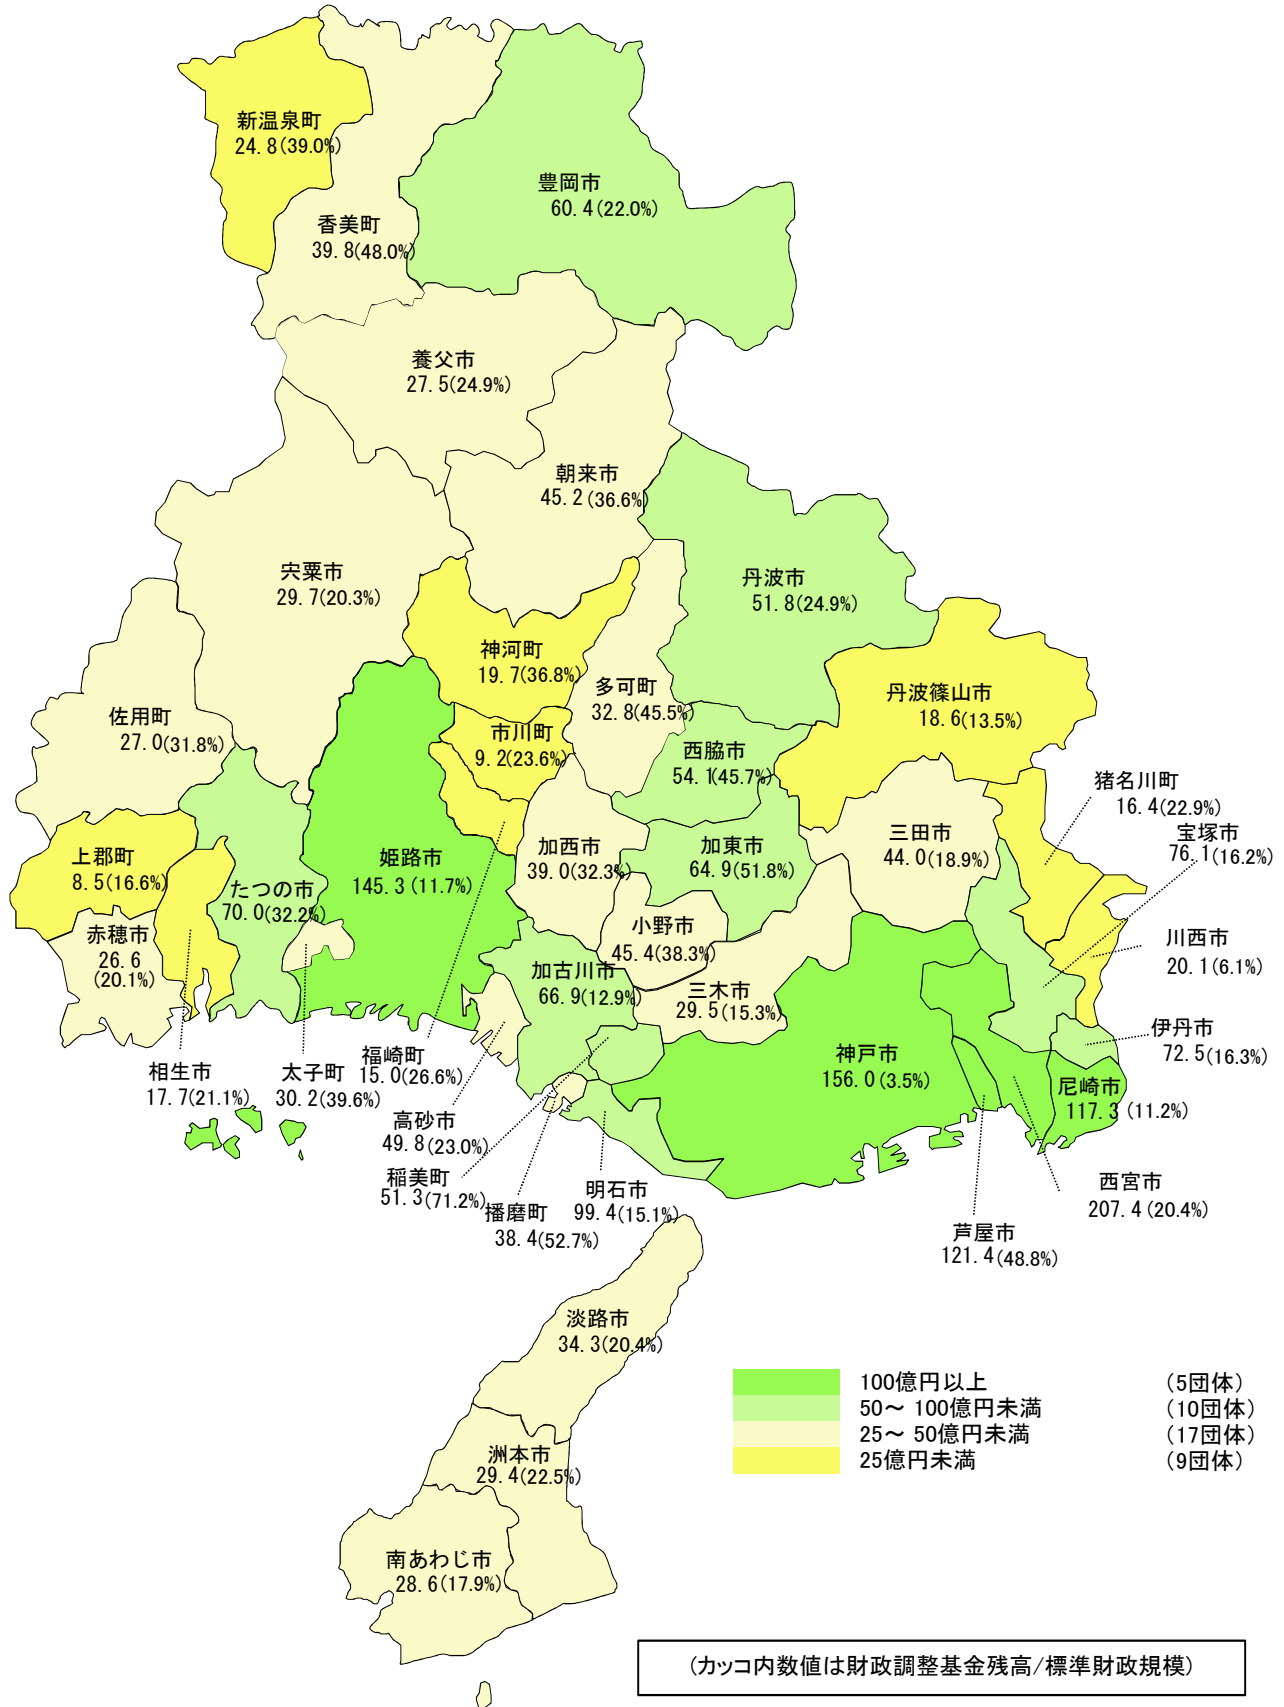 新温泉町
24.8(39.0%)
豊岡市
60.4(22.0%)
香美町
39.8(48.0%)
養父市
27.5(24.9%)
朝来市
45.2(36.6%)
宍粟市
29.7(20.3%)
丹波市
51.8(24.9%)
神河町
19.7(36.8%)
多可町
32.8(45.5%)
丹波篠山市
18.6(13.5%)
佐用町
27.0(31.8%)
市川町
9.2(23.6%)
西脇市
54.1(45.7%)
猪名川町
16.4(22.9%)
宝塚市
76.1(16.2%)
三田市
44.0(18.9%)
加西市
39.0(32.3%)
加東市
64.9(51.8%)
上郡町
8.5(16.6%)
姫路市
145.3(11.7%)
たつの市
70.0(32.2%)
小野市
45.4(38.3%)
赤穂市
26.6
(20.1%)
川西市
20.1(6.1%)
加古川市
66.9(12.9%)
三木市
29.5(15.3%)
伊丹市
72.5(16.3%)
神戸市
156.0(3.5%)
福崎町
15.0(26.6%)
相生市
17.7(21.1%)
太子町
30.2(39.6%)
尼崎市
117.3(11.2%)
高砂市
49.8(23.0%)
稲美町
51.3(71.2%)
明石市
99.4(15.1%)
西宮市
207.4(20.4%)
播磨町
38.4(52.7%)
芦屋市
121.4(48.8%)
淡路市
34.3(20.4%)
100億円以上 (5団体)
50～ 100億円未満 (10団体)
25～ 50億円未満 (17団体)
25億円未満 (9団体)
洲本市
29.4(22.5%)
南あわじ市
28.6(17.9%)
(カッコ内数値は財政調整基金残高/標準財政規模)